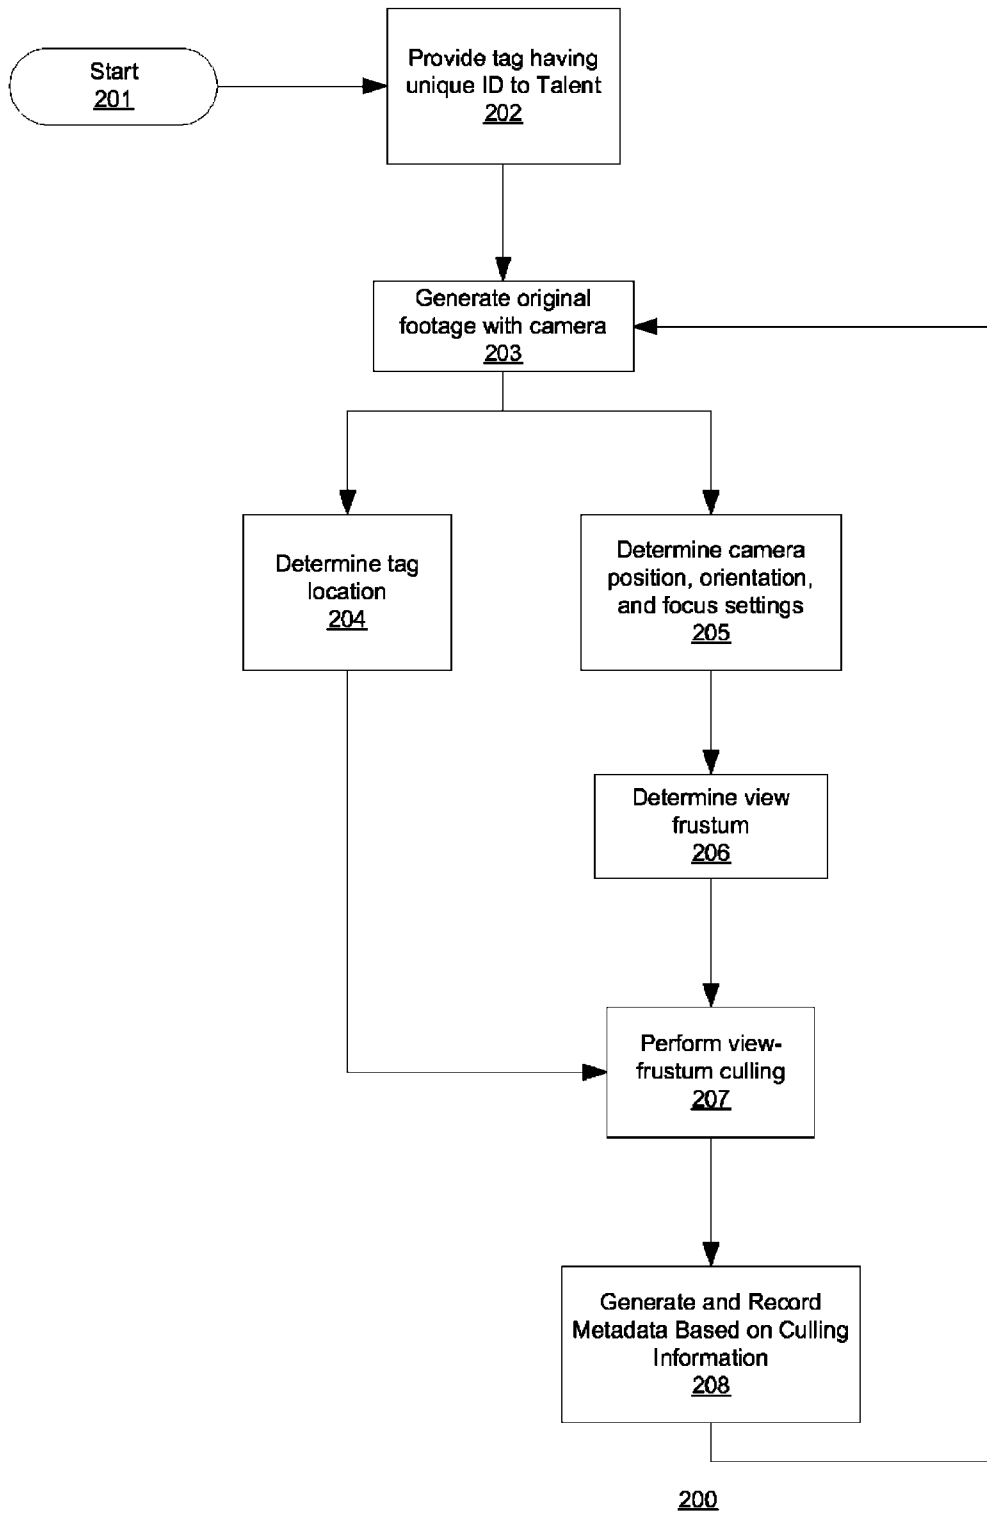 Start
201
Provide tag having
unique ID to Talent
202
Generate original
footage with camera
203
Determine tag
location
204
Determine camera
position, orientation,
and focus settings
205
Determine view
frustum
206
Perform view-
frustum culling
207
Generate and Record
Metadata Based on Culling
Information
208
200